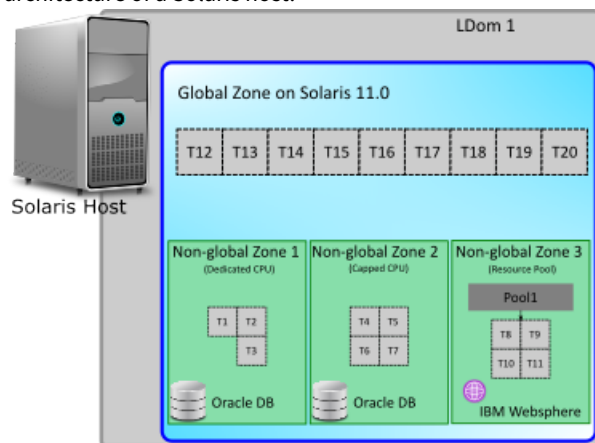 architecture of a Solaris host.
LDom 1
Global Zone on Solaris 11.0
T12 T13 T14 T15 T16 T17 T18 T19 T20
Solaris Host
Non-global Zone 1
(Dedicated CPU)
T1 T2
T3
Oracle DB
Non-global Zone 2
(Capped CPU)
T4 T5
T6 T7
Oracle DB
Non-global Zone 3
(Resource Pool)
Pool1
T8 T9
T10 T11
IBM Websphere